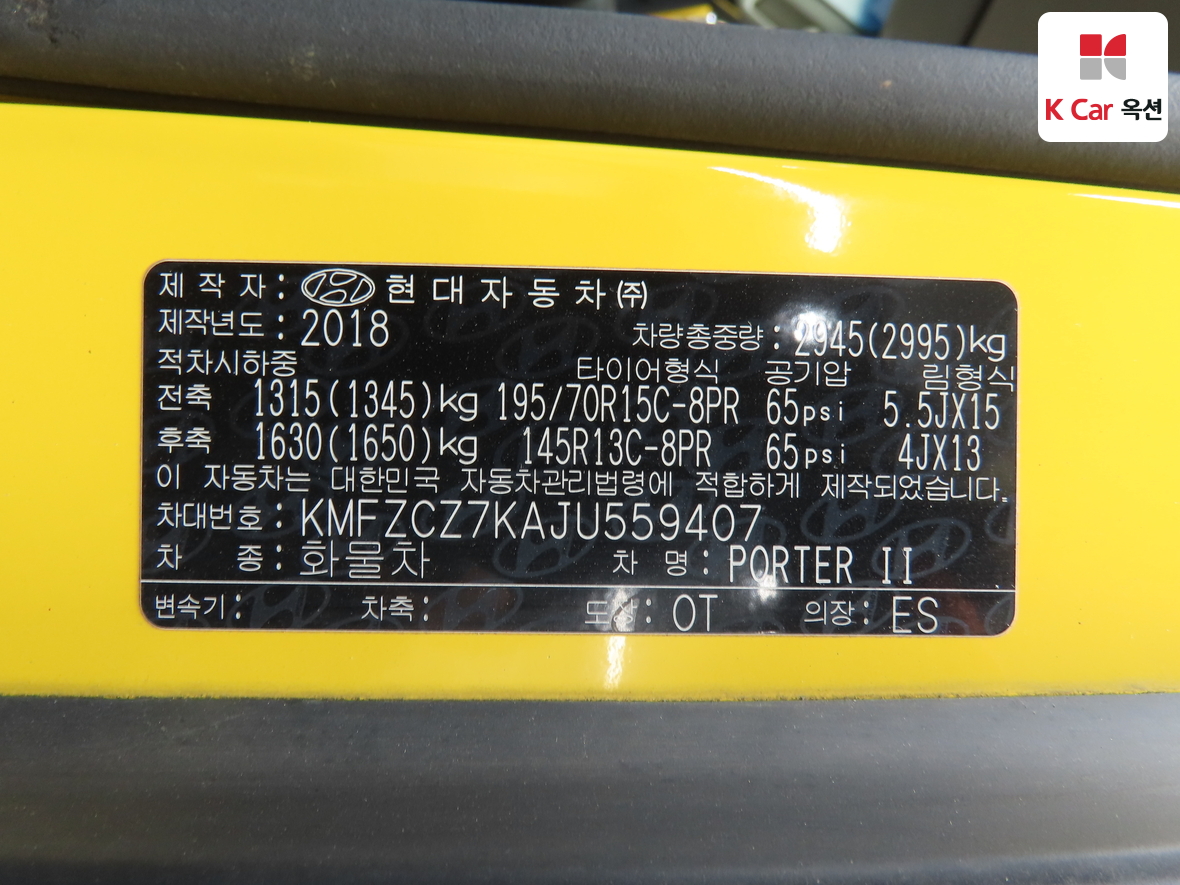 K Car 옥션
제 작 자 : 현 대 자 동 차 ㈜
제작년도 : 2018 차량총중량 : 2945(2995)kg
적차시하중 타이어형식 공기압 림형식
전축 1315(1345)kg 195/70R15C-8PR 65psi 5.5JX15
후축 1630(1650)kg 145R13C-8PR 65psi 4JX13
이 자동차는 대한민국 자동차관리법령에 적합하게 제작되었습니다.
차대번호 : KMFZCZ7KAJU559407
차 종 : 화물차 차 명 : PORTER II
변속기 : 차축 : 도장 : OT 의장 : ES